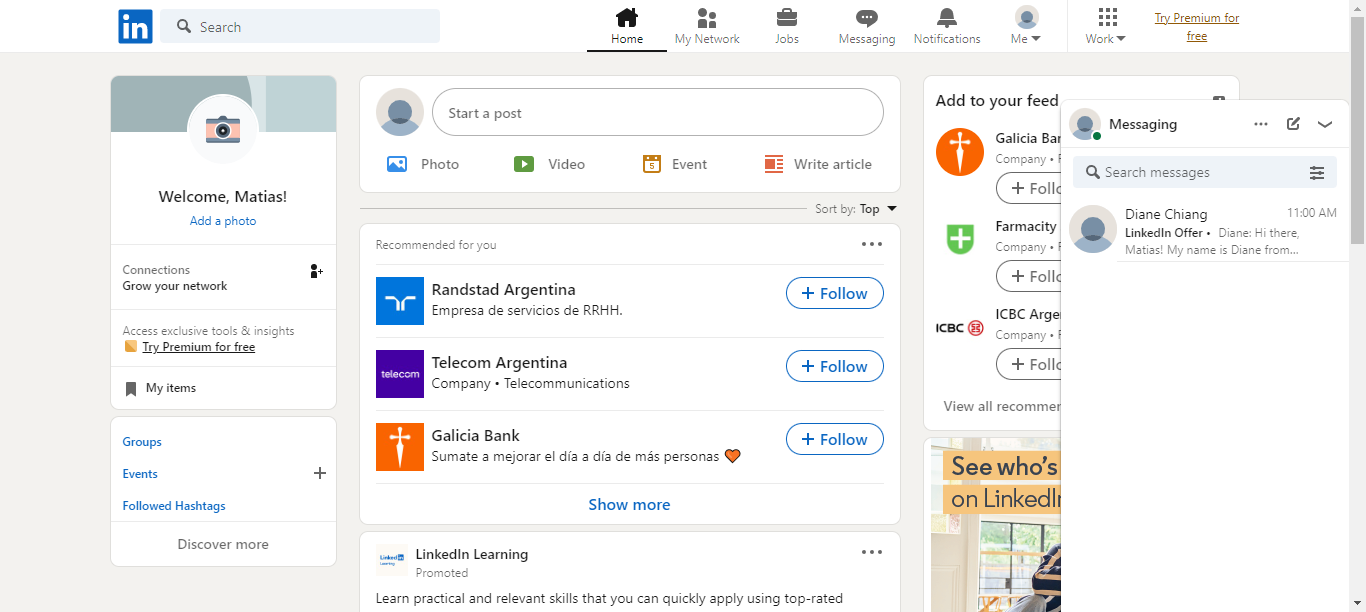 in
Search
Home
My Network
Jobs
Messaging
Notifications
Me
Work
Try Premium for
free
Welcome, Matias!
Add a photo
Connections
Grow your network
Access exclusive tools & insights
Try Premium for free
My items
Groups
Events
Followed Hashtags
Discover more
Start a post
Photo
Video
5
Event
Write article
Sort by: Top
Recommended for you
Randstad Argentina
Empresa de servicios de RRHH.
+ Follow
telecom
Telecom Argentina
Company • Telecommunications
+ Follow
Galicia Bank
Sumate a mejorar el día a día de más personas 🧡
+ Follow
Show more
Linked in
Learning
LinkedIn Learning
Promoted
Learn practical and relevant skills that you can quickly apply using top-rated
Add to your feed
Galicia Ban
Company •
+ Follo
Farmacity
Company •
+ Follo
ICBC
ICBC Arge
Company •
+ Follo
View all recommen
See who's
on LinkedIn
Messaging
Search messages
Diane Chiang
11:00 AM
LinkedIn Offer • Diane: Hi there,
Matias! My name is Diane from...